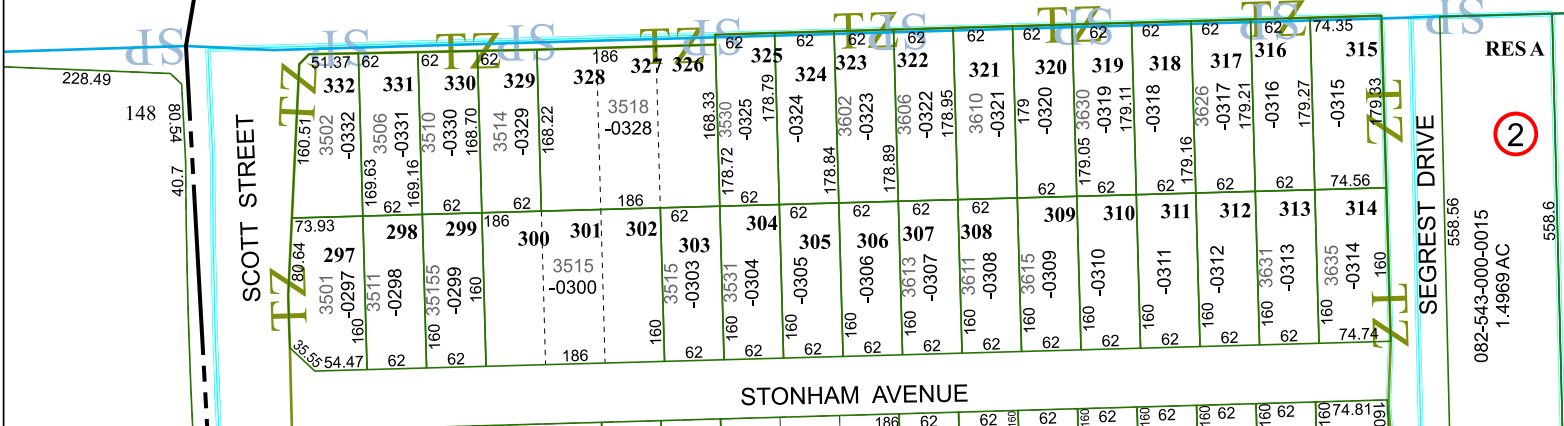 SP SP SP SP SP SP SP SP
TZ TZ TZ TZ TZ
228.49
148
80.54
40.7
SCOTT STREET
TZ
51.37 62 62 62 186 62 62 62 62 62 62 62 62 62 74.35
332 331 330 329 328 327 326 325 324 323 322 321 320 319 318 317 316 315
3502 3506 3510 3514 3518 3530 3602 3606 3610 3630 3626
-0332 -0331 -0330 -0329 -0328 -0325 -0324 -0323 -0322 -0321 -0320 -0319 -0318 -0317 -0316 -0315
160.51 169.63 169.16 168.70 168.22 168.33 178.72 178.79 178.84 178.89 178.95 179 179.05 179.11 179.16 179.21 179.27 179.33
62 62 62 186 62 62 62 62 62 74.56
TZ
73.93 186 62 62 62 62
297 298 299 300 301 302 303 304 305 306 307 308 309 310 311 312 313 314
3501 3511 35155 3515 3515 3531 3613 3611 3615 3631 3635
-0297 -0298 -0299 -0300 -0303 -0304 -0305 -0306 -0307 -0308 -0309 -0310 -0311 -0312 -0313 -0314
TZ
80.64 160 160 160 160 160 160 160 160 160 160 160 160 160 160 160
35.55 54.47 62 62 186 62 62 62 62 62 62 62 62 62 62 74.74
TZ
STONHAM AVENUE
186 62 62 62 160 160 62 160 62 160 62 160 62 160 74.81 160
SEGREST DRIVE
RES A
2
558.56
082-543-000-0015
1.4969 AC
558.6